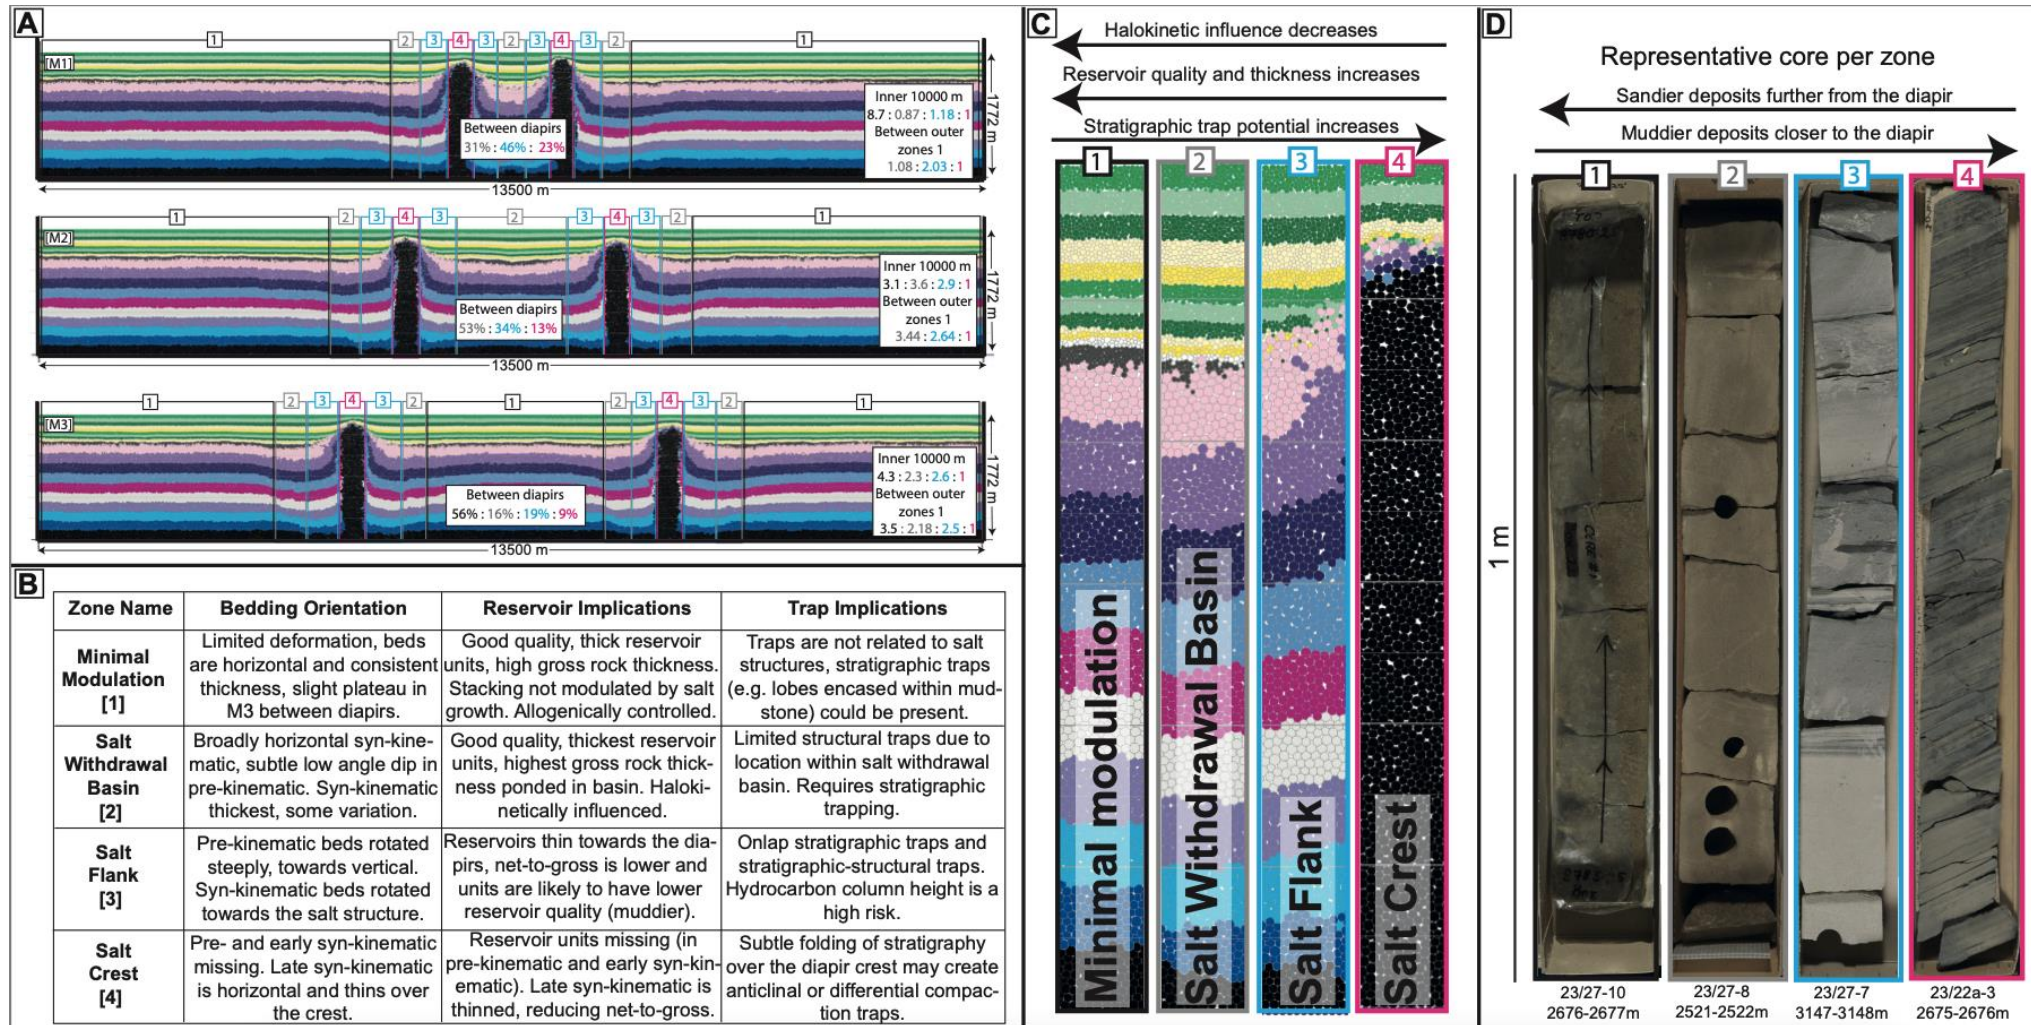 A
1
2
3
4
3
2
3
4
3
2
1
[M1]
Inner 10000 m
8.7 : 0.87 : 1.18 : 1
Between outer
zones 1
1.08 : 2.03 : 1
Between diapirs
31% : 46% : 23%
1772 m
13500 m
1
2
3
4
3
2
3
4
3
2
1
[M2]
Inner 10000 m
3.1 : 3.6 : 2.9 : 1
Between outer
zones 1
3.44 : 2.64 : 1
Between diapirs
53% : 34% : 13%
1772 m
13500 m
1
2
3
4
3
2
1
2
3
4
3
2
1
[M3]
Inner 10000 m
4.3 : 2.3 : 2.6 : 1
Between outer
zones 1
3.5 : 2.18 : 2.5 : 1
Between diapirs
56% : 16% : 19% : 9%
1772 m
13500 m
B
Zone Name
Bedding Orientation
Reservoir Implications
Trap Implications
Minimal
Modulation
[1]
Limited deformation, beds
are horizontal and consistent
thickness, slight plateau in
M3 between diapirs.
Good quality, thick reservoir
units, high gross rock thickness.
Stacking not modulated by salt
growth. Allogenically controlled.
Traps are not related to salt
structures, stratigraphic traps
(e.g. lobes encased within mud-
stone) could be present.
Salt
Withdrawal
Basin
[2]
Broadly horizontal syn-kine-
matic, subtle low angle dip in
pre-kinematic. Syn-kinematic
thickest, some variation.
Good quality, thickest reservoir
units, highest gross rock thick-
ness ponded in basin. Haloki-
netically influenced.
Limited structural traps due to
location within salt withdrawal
basin. Requires stratigraphic
trapping.
Salt
Flank
[3]
Pre-kinematic beds rotated
steeply, towards vertical.
Syn-kinematic beds rotated
towards the salt structure.
Reservoirs thin towards the dia-
pirs, net-to-gross is lower and
units are likely to have lower
reservoir quality (muddier).
Onlap stratigraphic traps and
stratigraphic-structural traps.
Hydrocarbon column height is a
high risk.
Salt
Crest
[4]
Pre- and early syn-kinematic
missing. Late syn-kinematic
is horizontal and thins over
the crest.
Reservoir units missing (in
pre-kinematic and early syn-kin-
ematic). Late syn-kinematic is
thinned, reducing net-to-gross.
Subtle folding of stratigraphy
over the diapir crest may create
anticlinal or differential compac-
tion traps.
C
Halokinetic influence decreases
Reservoir quality and thickness increases
Stratigraphic trap potential increases
1
2
3
4
Minimal modulation
Salt Withdrawal Basin
Salt Flank
Salt Crest
D
Representative core per zone
Sandier deposits further from the diapir
Muddier deposits closer to the diapir
1
2
3
4
1 m
23/27-10
2676-2677m
23/27-8
2521-2522m
23/27-7
3147-3148m
23/22a-3
2675-2676m